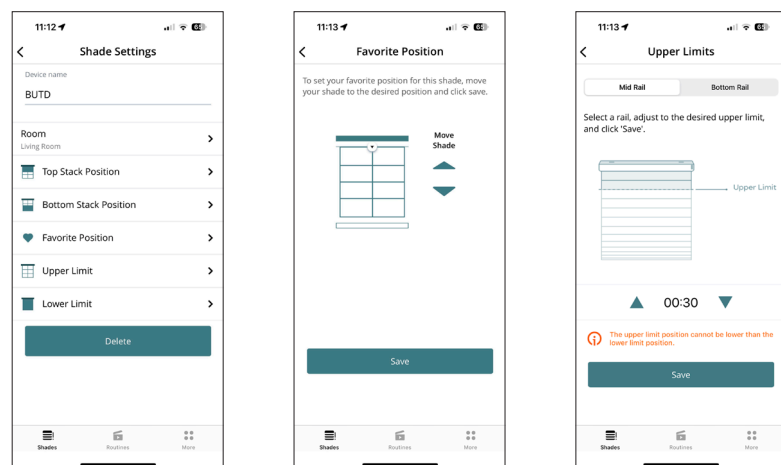 11:12
Shade Settings
Device name
BUTD
Room
Living Room
Top Stack Position
Bottom Stack Position
Favorite Position
Upper Limit
Lower Limit
Delete
Shades
Routines
More
11:13
Favorite Position
To set your favorite position for this shade, move
your shade to the desired position and click save.
Move
Shade
Save
Shades
Routines
More
11:13
Upper Limits
Mid Rail
Bottom Rail
Select a rail, adjust to the desired upper limit,
and click 'Save'.
Upper Limit
00:30
The upper limit position cannot be lower than the
lower limit position.
Save
Shades
Routines
More